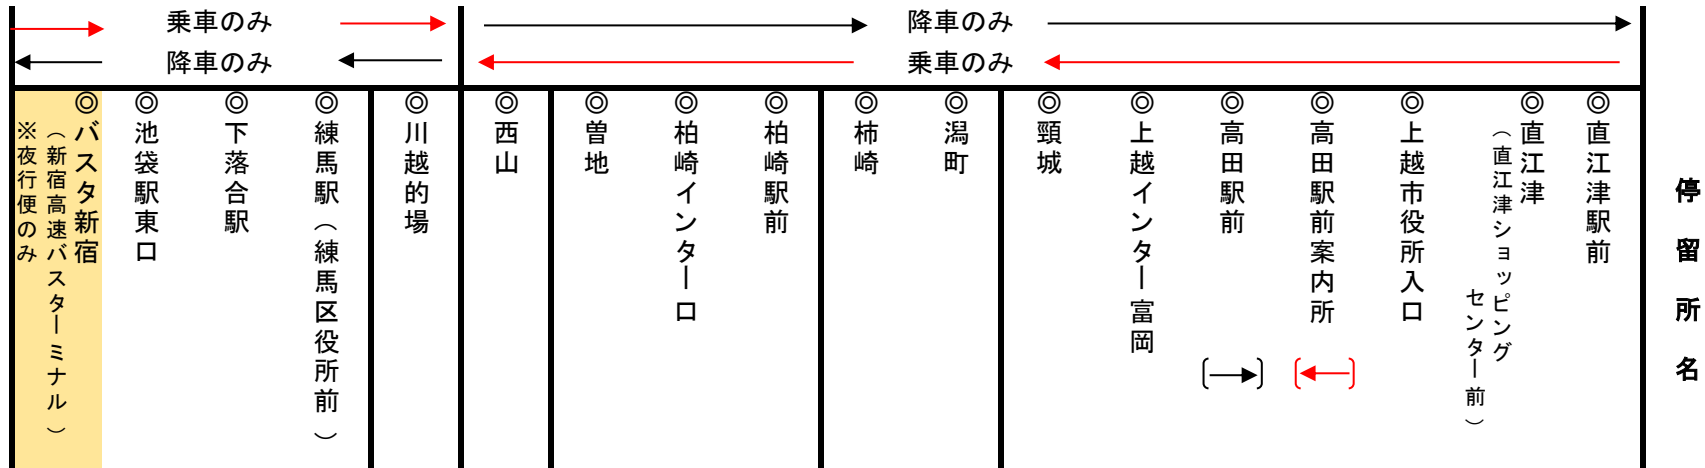 乗車のみ
降車のみ
降車のみ
乗車のみ
◎バスタ新宿
（新宿高速バスターミナル）
※夜行便のみ
◎池袋駅東口
◎下落合駅
◎練馬駅（練馬区役所前）
◎川越的場
◎西山
◎曽地
◎柏崎インター口
◎柏崎駅前
◎柿崎
◎潟町
◎頸城
◎上越インター富岡
◎高田駅前
◎高田駅前案内所
◎上越市役所入口
◎直江津
（直江津ショッピング
センター前）
◎直江津駅前
停留所名